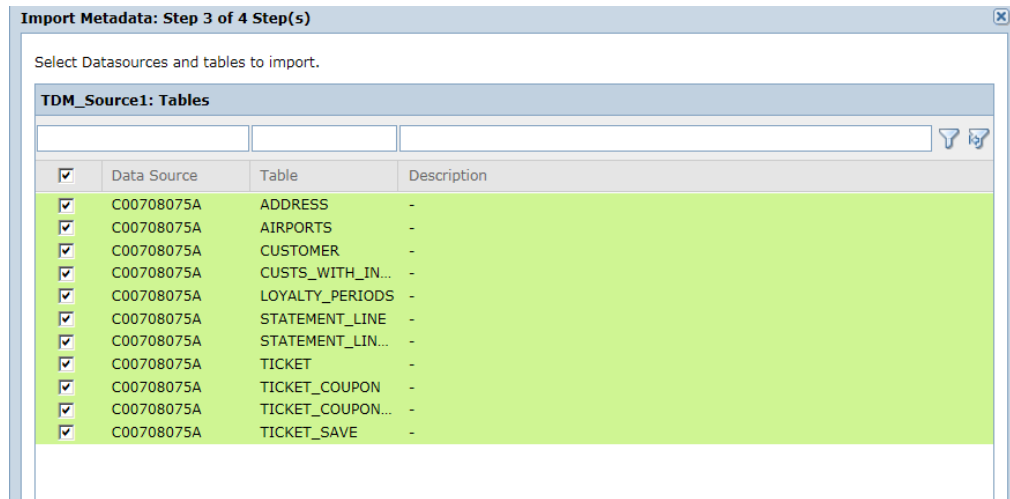 Import Metadata: Step 3 of 4 Step(s)
Select Datasources and tables to import.
TDM_Source1: Tables
Data Source Table Description
C00708075A ADDRESS -
C00708075A AIRPORTS -
C00708075A CUSTOMER -
C00708075A CUSTS_WITH_IN... -
C00708075A LOYALTY_PERIODS -
C00708075A STATEMENT_LINE -
C00708075A STATEMENT_LIN... -
C00708075A TICKET -
C00708075A TICKET_COUPON -
C00708075A TICKET_COUPON... -
C00708075A TICKET_SAVE -